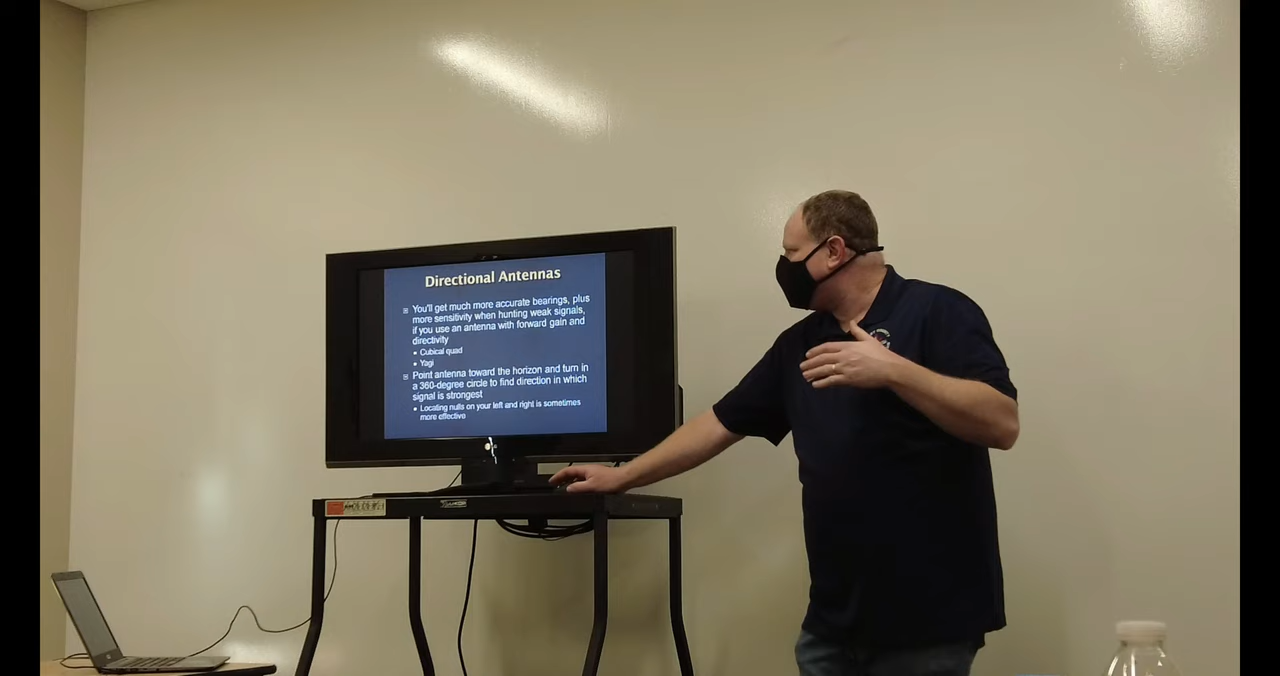 Directional Antennas
You'll get much more accurate bearings, plus
more sensitivity when hunting weak signals,
if you use an antenna with forward gain and
directivity
Cubical quad
Yagi
Point antenna toward the horizon and turn in
a 360-degree circle to find direction in which
signal is strongest
Locating nulls on your left and right is sometimes
more effective